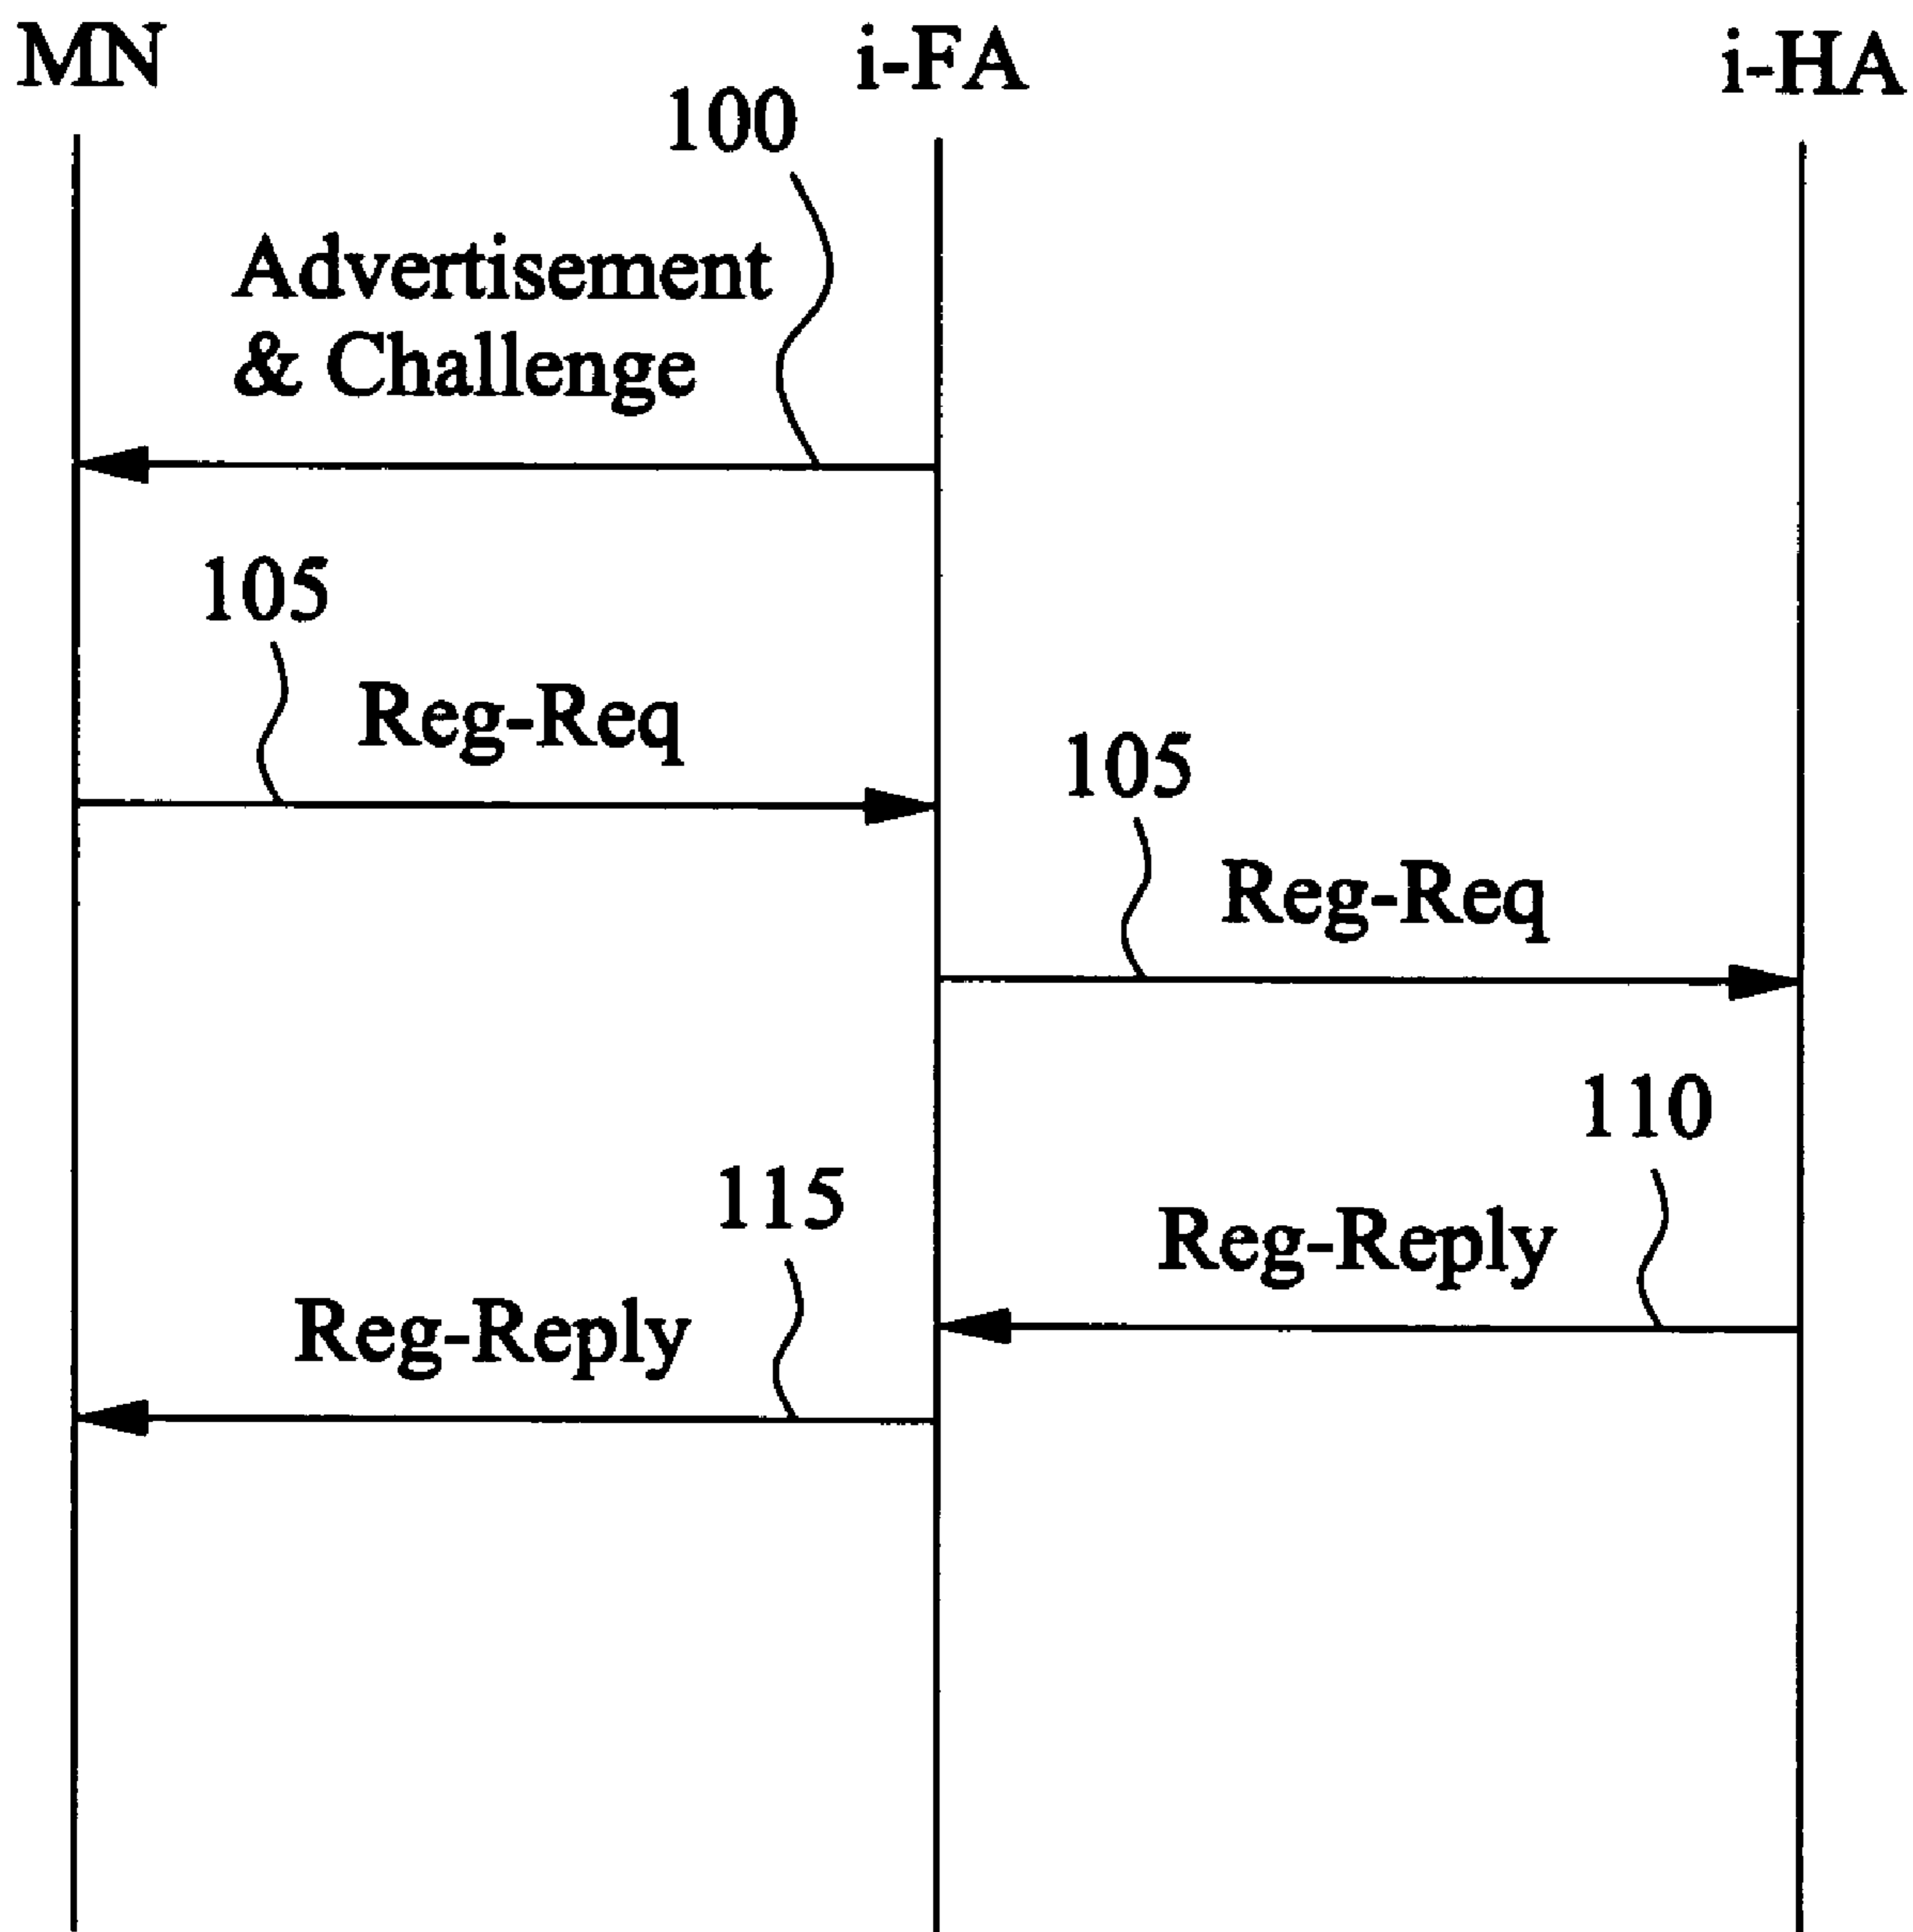 MN
i-FA
i-HA
100
Advertisement
& Challenge
105
Reg-Req
105
Reg-Req
110
Reg-Reply
115
Reg-Reply